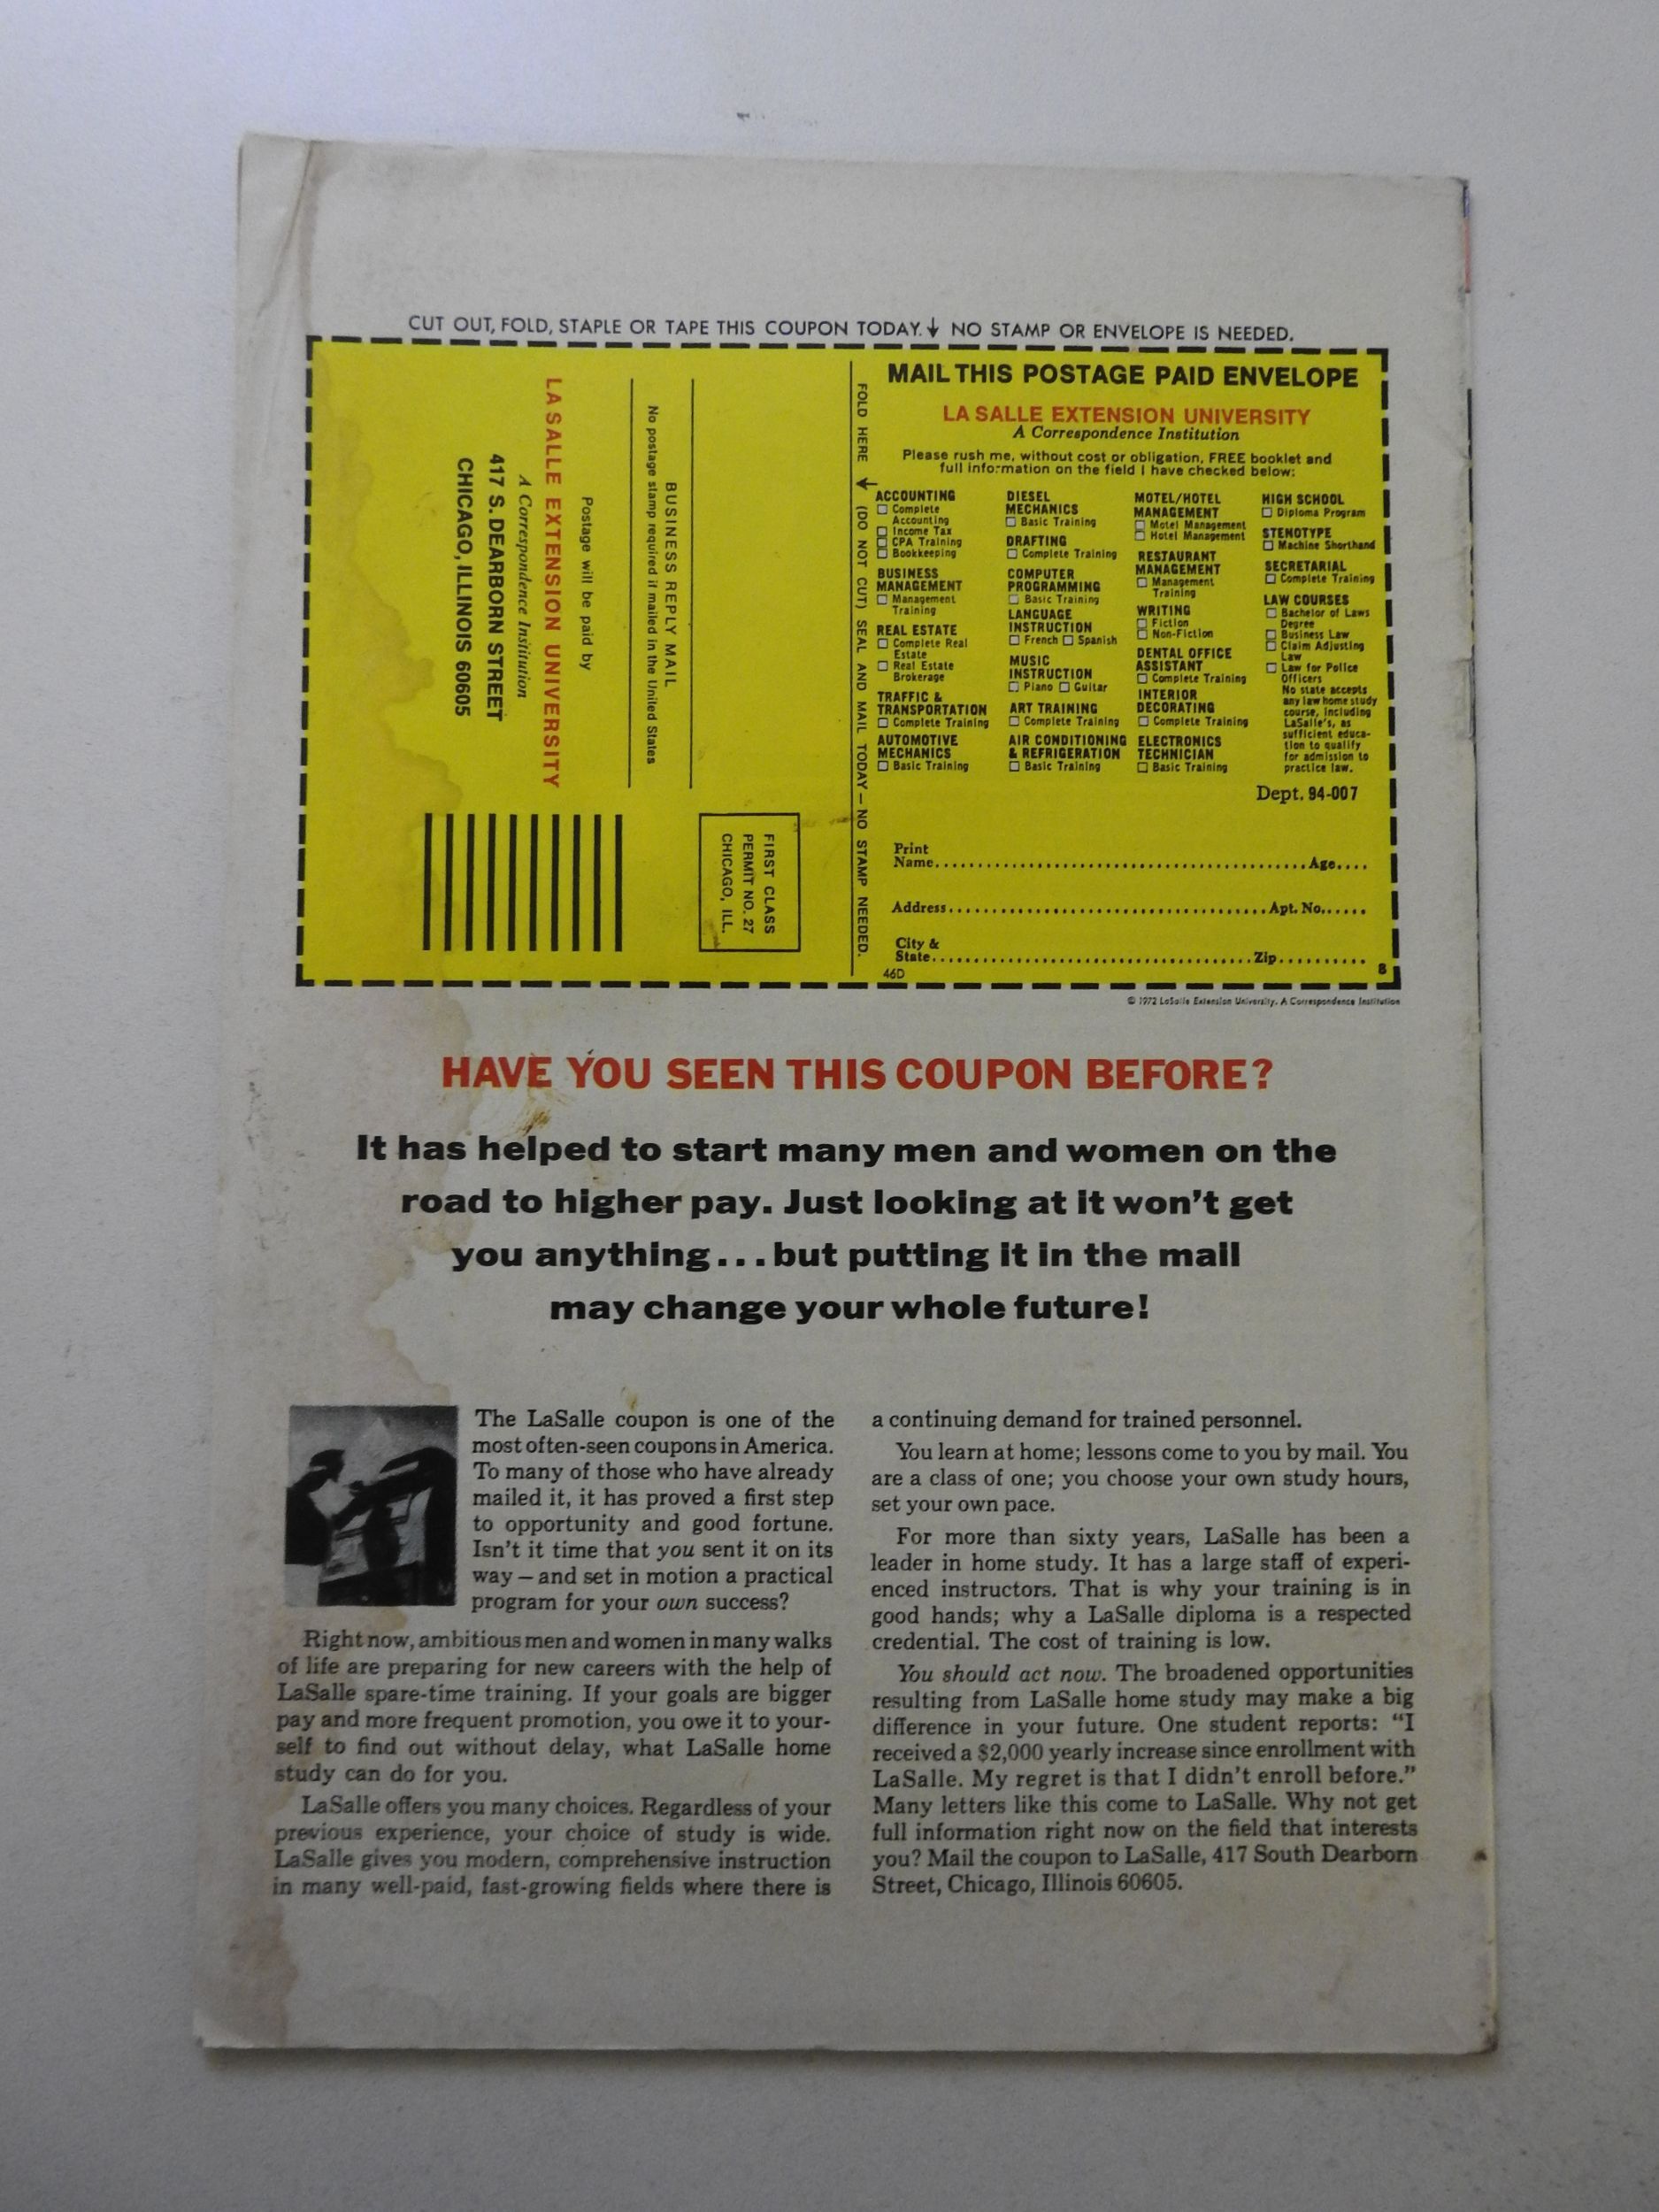 CUT OUT, FOLD, STAPLE OR TAPE THIS COUPON TODAY. ↓ NO STAMP OR ENVELOPE IS NEEDED.
BUSINESS REPLY MAIL
No postage stamp required if mailed in the United States
Postage will be paid by
LA SALLE EXTENSION UNIVERSITY
A Correspondence Institution
417 S. DEARBORN STREET
CHICAGO, ILLINOIS 60605
FIRST CLASS
PERMIT NO. 27
CHICAGO, ILL.
FOLD HERE → (DO NOT CUT) SEAL AND MAIL TODAY — NO STAMP NEEDED.
MAIL THIS POSTAGE PAID ENVELOPE
LA SALLE EXTENSION UNIVERSITY
A Correspondence Institution
Please rush me, without cost or obligation, FREE booklet and
full information on the field I have checked below:
ACCOUNTING
□ Complete
Accounting
□ Income Tax
□ CPA Training
□ Bookkeeping
BUSINESS
MANAGEMENT
□ Management
Training
REAL ESTATE
□ Complete Real
Estate
□ Real Estate
Brokerage
TRAFFIC &
TRANSPORTATION
□ Complete Training
AUTOMOTIVE
MECHANICS
□ Basic Training
DIESEL
MECHANICS
□ Basic Training
DRAFTING
□ Complete Training
COMPUTER
PROGRAMMING
□ Basic Training
LANGUAGE
INSTRUCTION
□ French □ Spanish
MUSIC
INSTRUCTION
□ Piano □ Guitar
ART TRAINING
□ Complete Training
AIR CONDITIONING
& REFRIGERATION
□ Basic Training
MOTEL/HOTEL
MANAGEMENT
□ Motel Management
□ Hotel Management
RESTAURANT
MANAGEMENT
□ Management
Training
WRITING
□ Fiction
□ Non-Fiction
DENTAL OFFICE
ASSISTANT
□ Complete Training
INTERIOR
DECORATING
□ Complete Training
ELECTRONICS
TECHNICIAN
□ Basic Training
HIGH SCHOOL
□ Diploma Program
STENOTYPE
□ Machine Shorthand
SECRETARIAL
□ Complete Training
LAW COURSES
□ Bachelor of Laws
Degree
□ Business Law
□ Claim Adjusting
Law
□ Law for Police
Officers
No state accepts
any law home study
course, including
LaSalle's, as
sufficient educa-
tion to qualify
for admission to
practice law.
Dept. 94-007
Print
Name........Age....
Address........Apt. No......
City &
State........Zip..........
46D 8
© 1972 LaSalle Extension University. A Correspondence Institution
HAVE YOU SEEN THIS COUPON BEFORE?
It has helped to start many men and women on the
road to higher pay. Just looking at it won't get
you anything...but putting it in the mail
may change your whole future!
The LaSalle coupon is one of the
most often-seen coupons in America.
To many of those who have already
mailed it, it has proved a first step
to opportunity and good fortune.
Isn't it time that you sent it on its
way — and set in motion a practical
program for your own success?
Right now, ambitious men and women in many walks
of life are preparing for new careers with the help of
LaSalle spare-time training. If your goals are bigger
pay and more frequent promotion, you owe it to your-
self to find out without delay, what LaSalle home
study can do for you.
LaSalle offers you many choices. Regardless of your
previous experience, your choice of study is wide.
LaSalle gives you modern, comprehensive instruction
in many well-paid, fast-growing fields where there is
a continuing demand for trained personnel.
You learn at home; lessons come to you by mail. You
are a class of one; you choose your own study hours,
set your own pace.
For more than sixty years, LaSalle has been a
leader in home study. It has a large staff of experi-
enced instructors. That is why your training is in
good hands; why a LaSalle diploma is a respected
credential. The cost of training is low.
You should act now. The broadened opportunities
resulting from LaSalle home study may make a big
difference in your future. One student reports: "I
received a $2,000 yearly increase since enrollment with
LaSalle. My regret is that I didn't enroll before."
Many letters like this come to LaSalle. Why not get
full information right now on the field that interests
you? Mail the coupon to LaSalle, 417 South Dearborn
Street, Chicago, Illinois 60605.